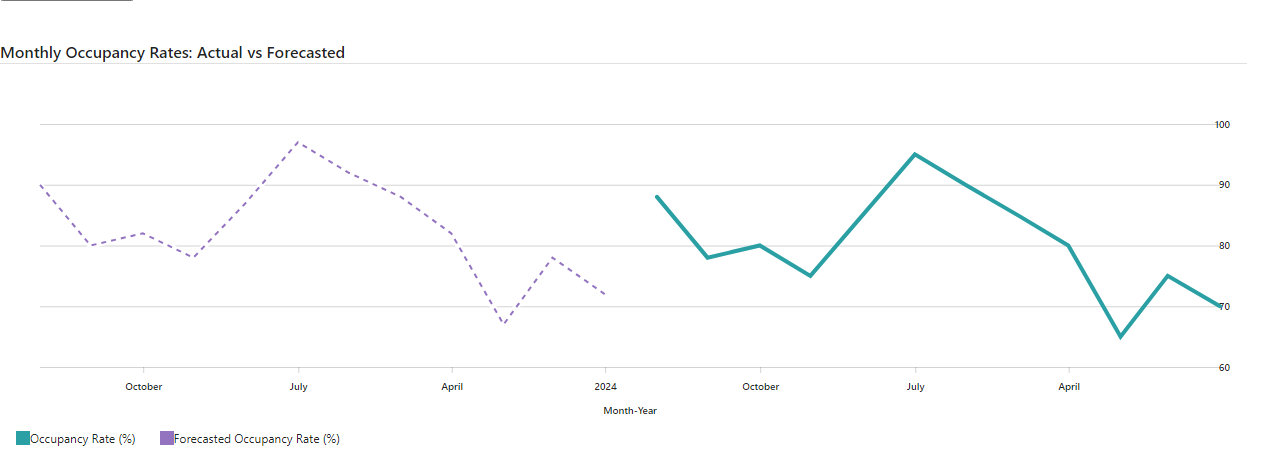 Monthly Occupancy Rates: Actual vs Forecasted
100
90
80
70
60
October July April 2024 October July April
Month-Year
Occupancy Rate (%) Forecasted Occupancy Rate (%)